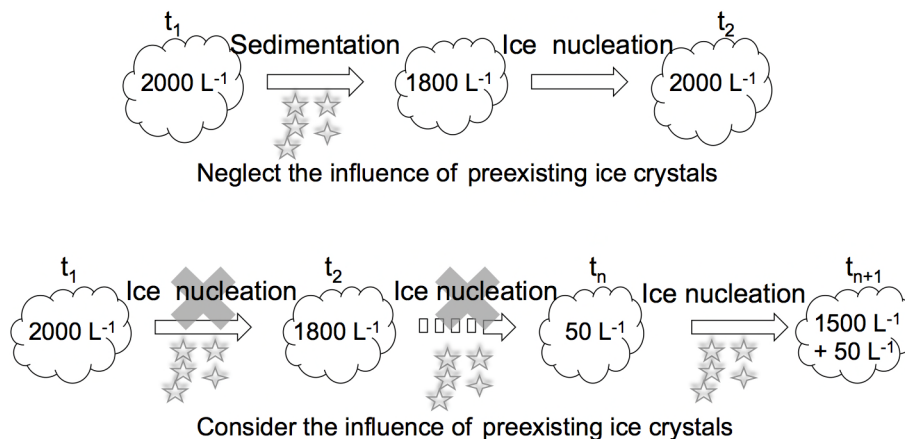 t₁ t₂
Sedimentation Ice nucleation
2000 L⁻¹ 1800 L⁻¹ 2000 L⁻¹
Neglect the influence of preexisting ice crystals
t₁ t₂ tₙ tₙ₊₁
Ice nucleation Ice nucleation Ice nucleation
2000 L⁻¹ 1800 L⁻¹ 50 L⁻¹ 1500 L⁻¹
+ 50 L⁻¹
Consider the influence of preexisting ice crystals